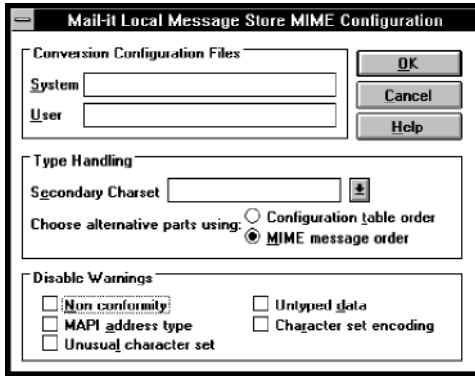 Mail-it Local Message Store MIME Configuration
Conversion Configuration Files
System
User
OK
Cancel
Help
Type Handling
Secondary Charset
Choose alternative parts using:
Configuration table order
MIME message order
Disable Warnings
Non conformity
Untyped data
MAPI address type
Character set encoding
Unusual character set